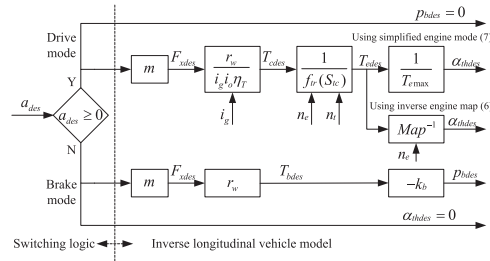 p_bdes = 0
Drive mode
Using simplified engine mode (7)
F_xdes
T_cdes
T_edes
α_thdes
m
r_w / i_g i_o η_T
1 / f_tr(S_tc)
1 / T_emax
Y
a_des
a_des ≥ 0
i_g
n_e
n_t
Using inverse engine map (6
Map⁻¹
α_thdes
n_e
N
F_xdes
T_bdes
p_bdes
Brake mode
m
r_w
-k_b
α_thdes = 0
Switching logic
Inverse longitudinal vehicle model